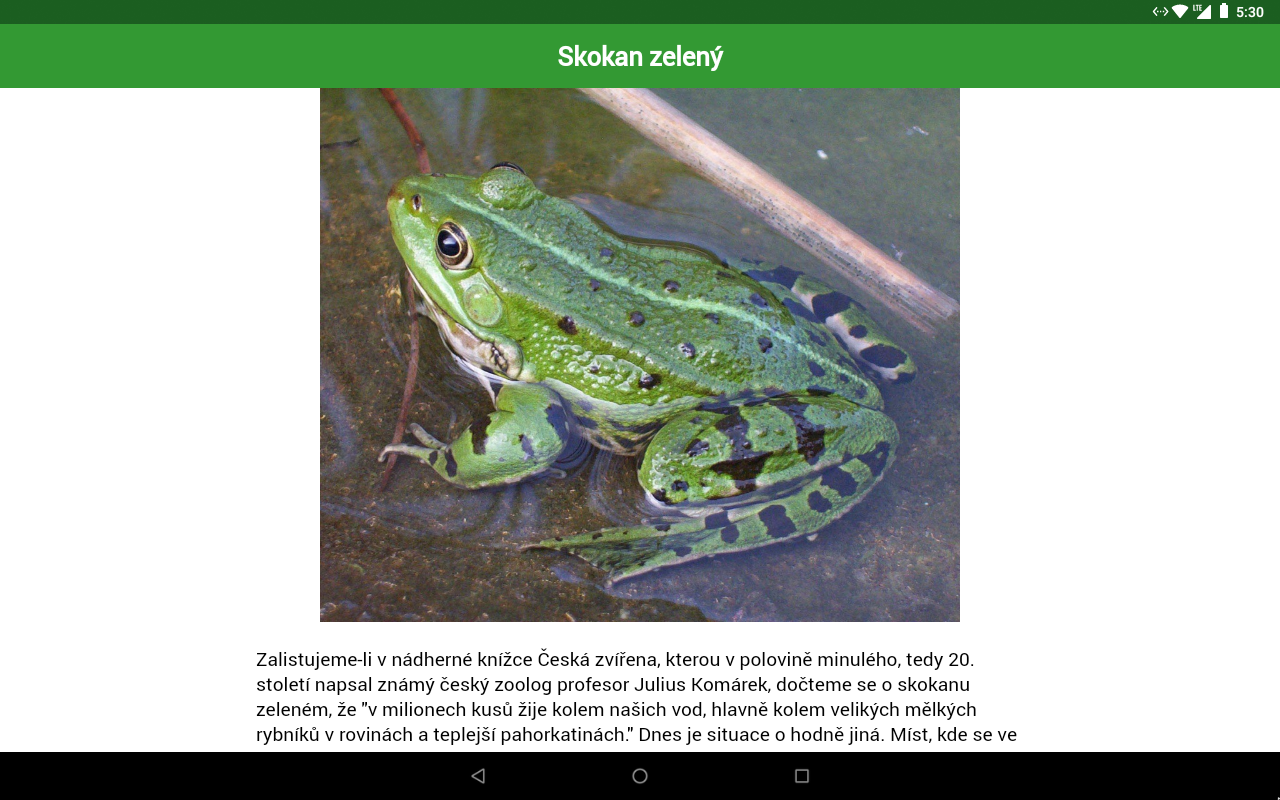 LTE 5:30
Skokan zelený
Zalistujeme-li v nádherné knížce Česká zvířena, kterou v polovině minulého, tedy 20.
století napsal známý český zoolog profesor Julius Komárek, dočteme se o skokanu
zeleném, že "v milionech kusů žije kolem našich vod, hlavně kolem velikých mělkých
rybníků v rovinách a teplejší pahorkatinách." Dnes je situace o hodně jiná. Míst, kde se ve